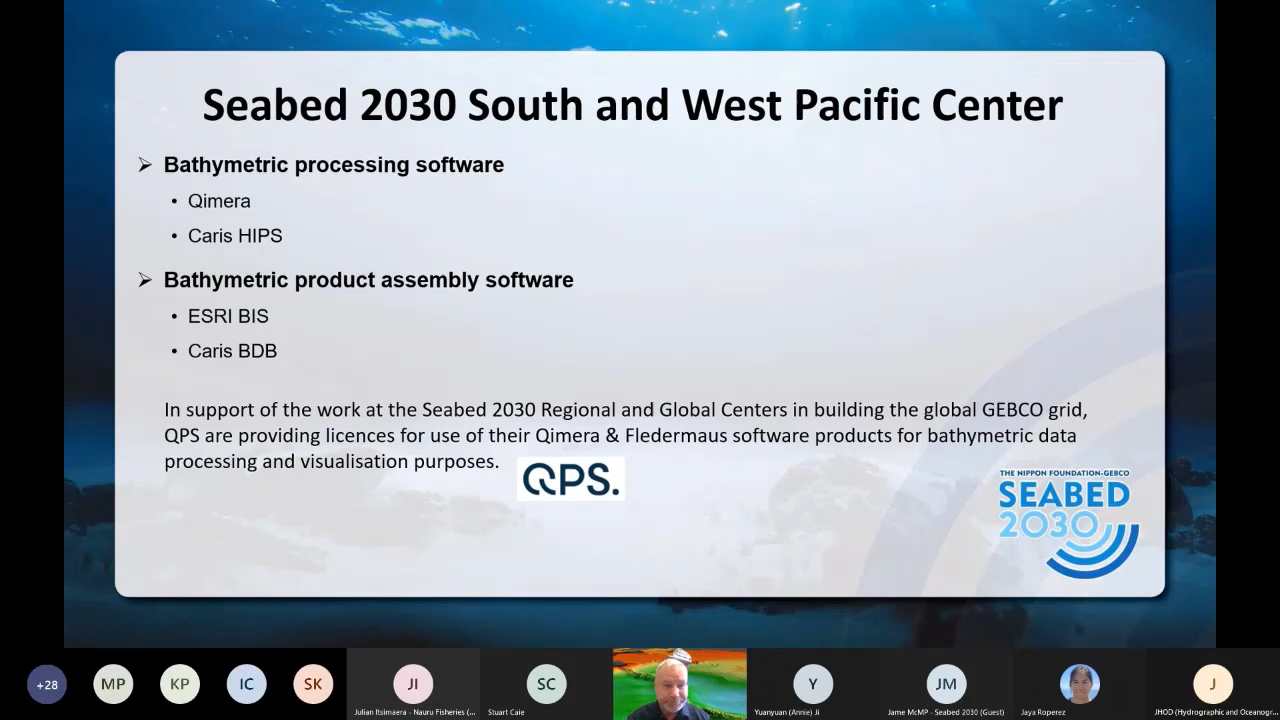 Seabed 2030 South and West Pacific Center
Bathymetric processing software
Qimera
Caris HIPS
Bathymetric product assembly software
ESRI BIS
Caris BDB
In support of the work at the Seabed 2030 Regional and Global Centers in building the global GEBCO grid,
QPS are providing licences for use of their Qimera & Fledermaus software products for bathymetric data
processing and visualisation purposes.
QPS.
THE NIPPON FOUNDATION-GEBCO
SEABED
2030
+28
MP
KP
IC
SK
JI
SC
Y
JM
J
Julian Itsimaera - Nauru Fisheries (...
Stuart Caie
Yuanyuan (Annie) Ji
Jame McMP - Seabed 2030 (Guest)
Jaya Roperez
JHOD (Hydrographic and Oceanogr...